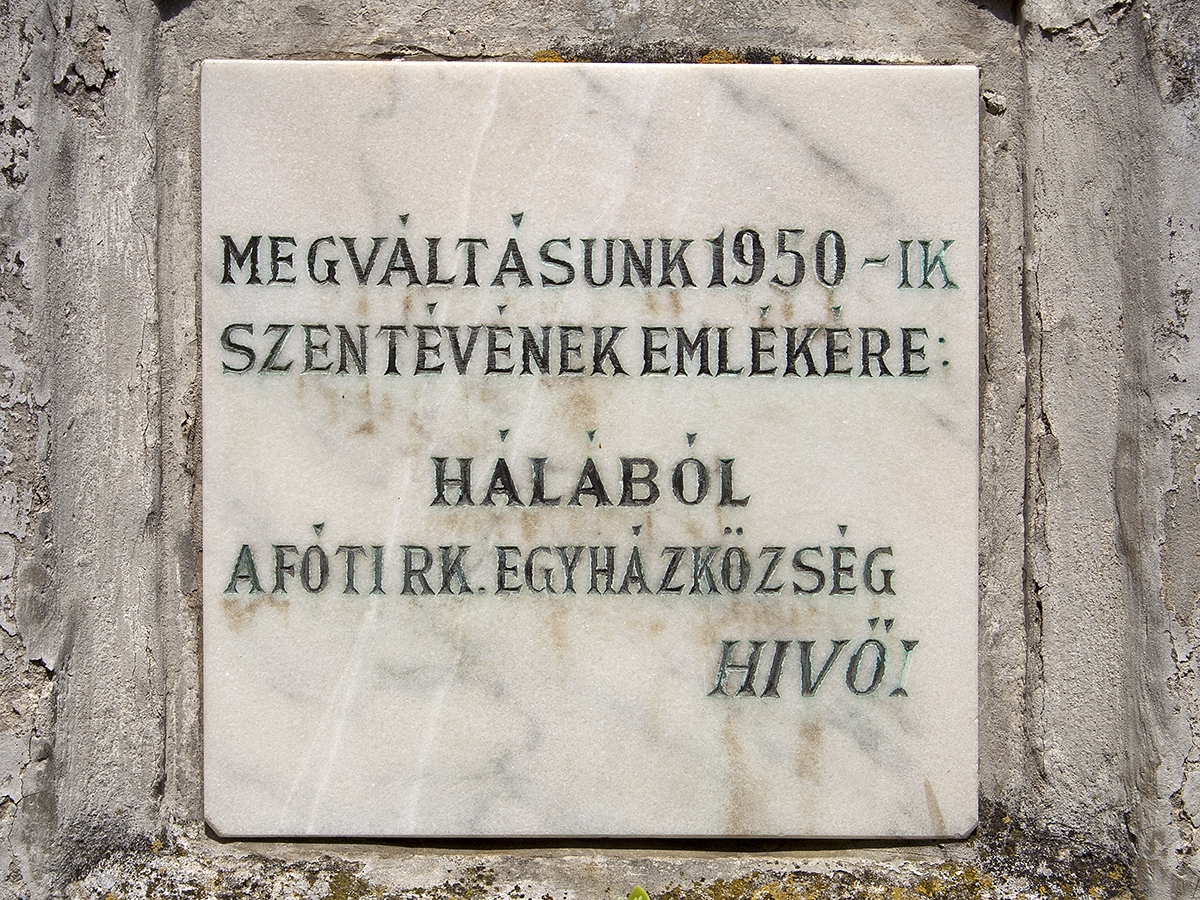 MEGVÁLTÁSUNK 1950-IK
SZENTÉVÉNEK EMLÉKÉRE:
HÁLÁBÓL
A FÓTI RK. EGYHÁZKÖZSÉG
HIVŐI